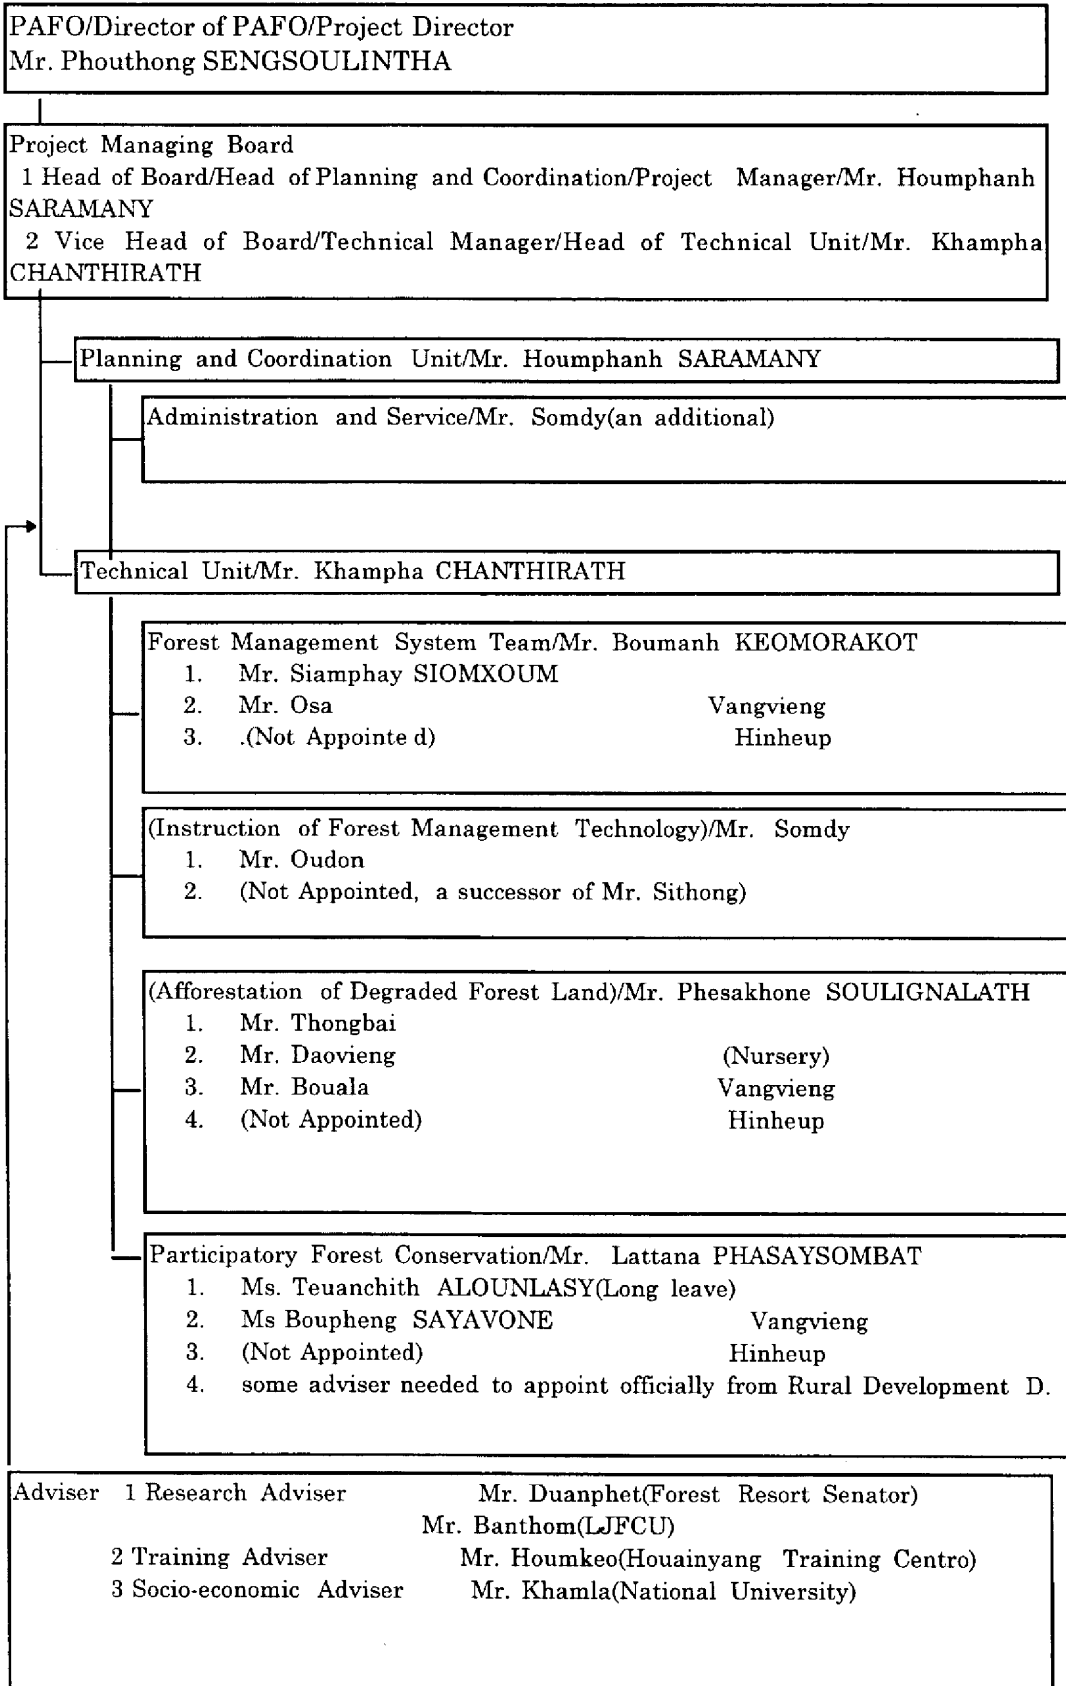 PAFO/Director of PAFO/Project Director
Mr. Phouthong SENGSOULINTHA
Project Managing Board
1 Head of Board/Head of Planning and Coordination/Project Manager/Mr. Houmphanh
SARAMANY
2 Vice Head of Board/Technical Manager/Head of Technical Unit/Mr. Khampha
CHANTHIRATH
Planning and Coordination Unit/Mr. Houmphanh SARAMANY
Administration and Service/Mr. Somdy(an additional)
Technical Unit/Mr. Khampha CHANTHIRATH
Forest Management System Team/Mr. Boumanh KEOMORAKOT
1. Mr. Siamphay SIOMXOUM
2. Mr. Osa Vangvieng
3. .(Not Appointe d) Hinheup
(Instruction of Forest Management Technology)/Mr. Somdy
1. Mr. Oudon
2. (Not Appointed, a successor of Mr. Sithong)
(Afforestation of Degraded Forest Land)/Mr. Phesakhone SOULIGNALATH
1. Mr. Thongbai
2. Mr. Daovieng (Nursery)
3. Mr. Bouala Vangvieng
4. (Not Appointed) Hinheup
Participatory Forest Conservation/Mr. Lattana PHASAYSOMBAT
1. Ms. Teuanchith ALOUNLASY(Long leave)
2. Ms Boupheng SAYAVONE Vangvieng
3. (Not Appointed) Hinheup
4. some adviser needed to appoint officially from Rural Development D.
Adviser 1 Research Adviser Mr. Duanphet(Forest Resort Senator)
Mr. Banthom(LJFCU)
2 Training Adviser Mr. Houmkeo(Houainyang Training Centro)
3 Socio-economic Adviser Mr. Khamla(National University)